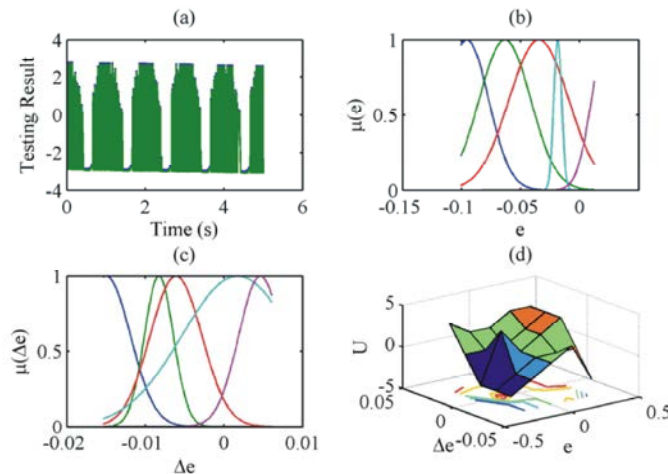 (a)
4
2
0
-2
-4
Testing Result
0
2
4
6
Time (s)
(b)
1
0.5
0
μ(e)
-0.15
-0.1
-0.05
0
e
(c)
1
0.5
0
μ(Δe)
-0.02
-0.01
0
0.01
Δe
(d)
5
0
-5
U
0.05
0
-0.05
Δe
-0.5
0
0.5
e